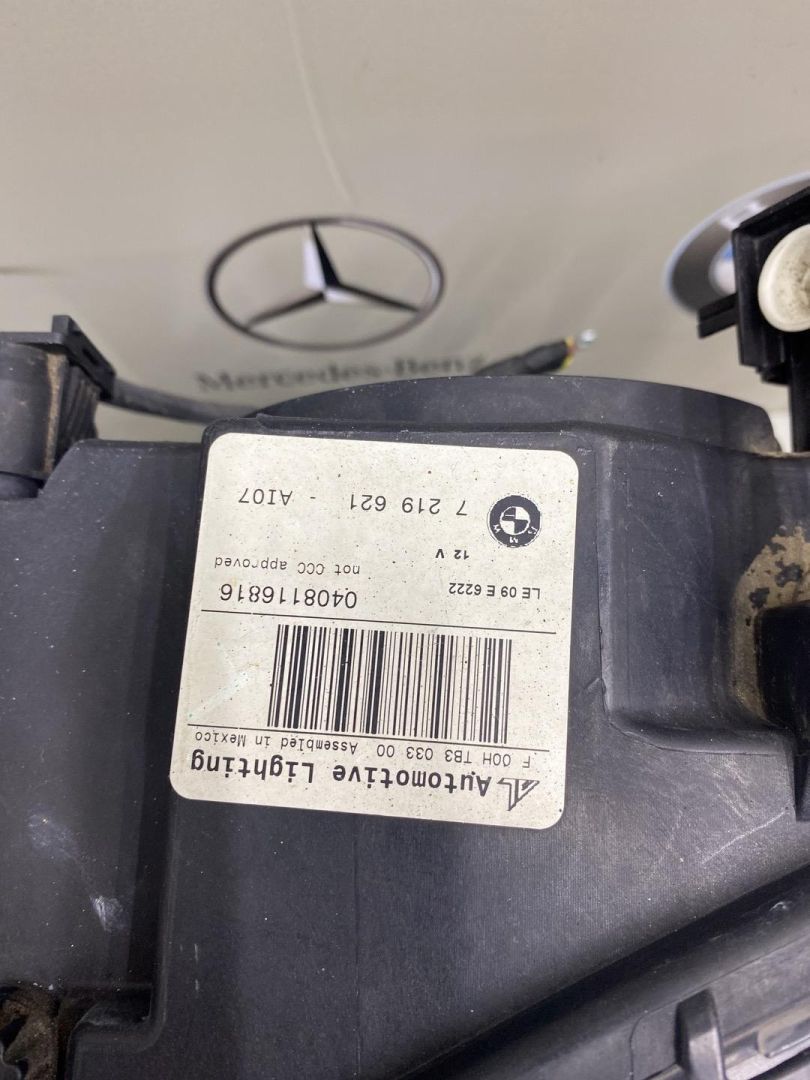 Mercedes-Benz
Automotive Lighting
F 00H TB3 033 00 Assembled in Mexico
0408116816
LE 09 E 6222
not CCC approved
12 V
BMW
7 219 621 - AI07